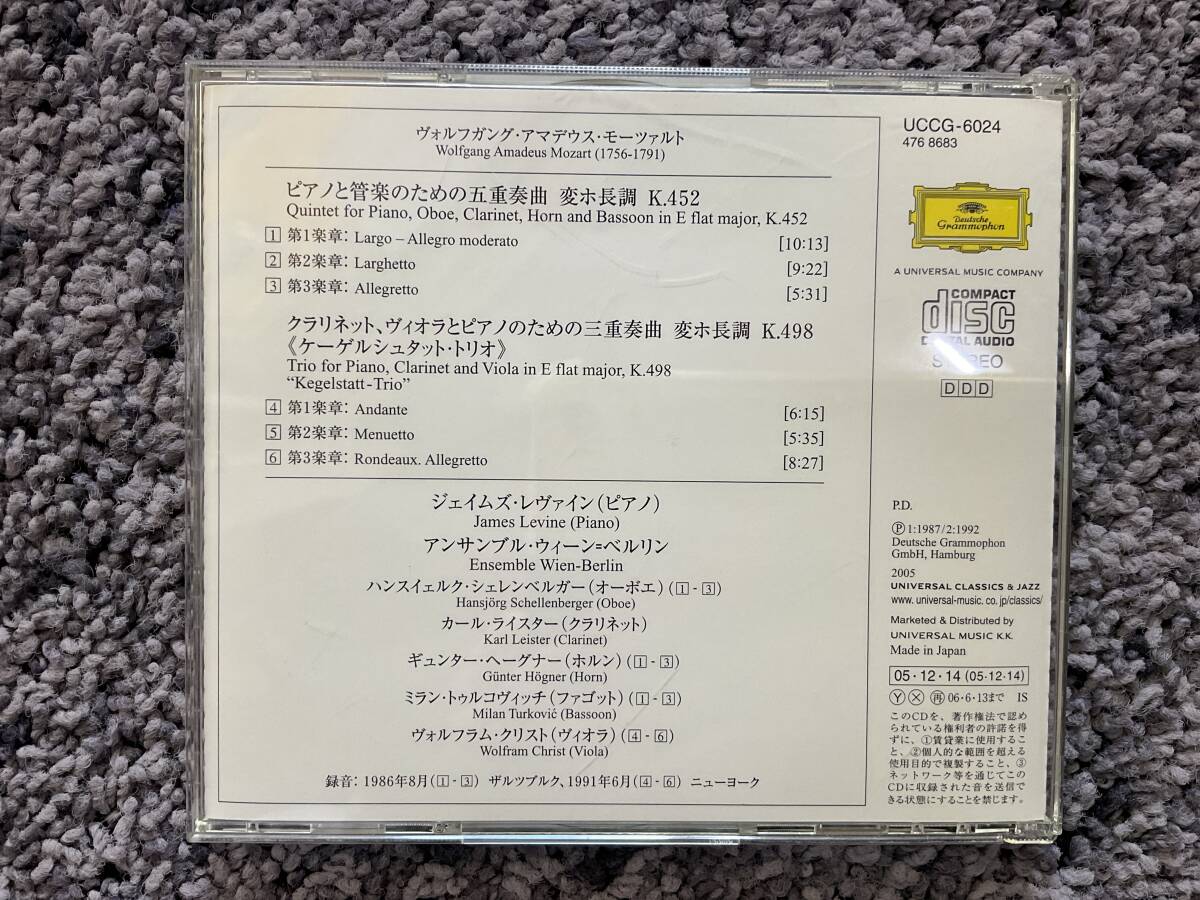 ヴォルフガング・アマデウス・モーツァルト
Wolfgang Amadeus Mozart (1756-1791)
ピアノと管楽のための五重奏曲 変ホ長調 K.452
Quintet for Piano, Oboe, Clarinet, Horn and Bassoon in E flat major, K.452
1 第1楽章: Largo – Allegro moderato [10:13]
2 第2楽章: Larghetto [9:22]
3 第3楽章: Allegretto [5:31]
クラリネット、ヴィオラとピアノのための三重奏曲 変ホ長調 K.498
《ケーゲルシュタット・トリオ》
Trio for Piano, Clarinet and Viola in E flat major, K.498
“Kegelstatt-Trio”
4 第1楽章: Andante [6:15]
5 第2楽章: Menuetto [5:35]
6 第3楽章: Rondeaux. Allegretto [8:27]
ジェイムズ・レヴァイン(ピアノ)
James Levine (Piano)
アンサンブル・ウィーン=ベルリン
Ensemble Wien-Berlin
ハンスイェルク・シェレンベルガー(オーボエ) (1 - 3)
Hansjörg Schellenberger (Oboe)
カール・ライスター(クラリネット)
Karl Leister (Clarinet)
ギュンター・ヘーグナー(ホルン) (1 - 3)
Günter Högner (Horn)
ミラン・トゥルコヴィッチ(ファゴット) (1 - 3)
Milan Turković (Bassoon)
ヴォルフラム・クリスト(ヴィオラ) (4 - 6)
Wolfram Christ (Viola)
録音: 1986年8月(1 - 3) ザルツブルク、1991年6月(4 - 6) ニューヨーク
UCCG-6024
476 8683
Deutsche
Grammophon
A UNIVERSAL MUSIC COMPANY
COMPACT
disc
DIGITAL AUDIO
STEREO
DDD
P.D.
Ⓟ 1:1987/2:1992
Deutsche Grammophon
GmbH, Hamburg
2005
UNIVERSAL CLASSICS & JAZZ
www. universal-music. co. jp/classics/
Marketed & Distributed by
UNIVERSAL MUSIC K.K.
Made in Japan
05・12・14 (05・12・14)
Ⓨ Ⓧ 再 06・6・13まで IS
このCDを、著作権法で認め
られている権利者の許諾を得
ずに、①賃貸業に使用するこ
と、②個人的な範囲を超える
使用目的で複製すること、③
ネットワーク等を通じてこの
CDに収録された音を送信で
きる状態にすることを禁じます。